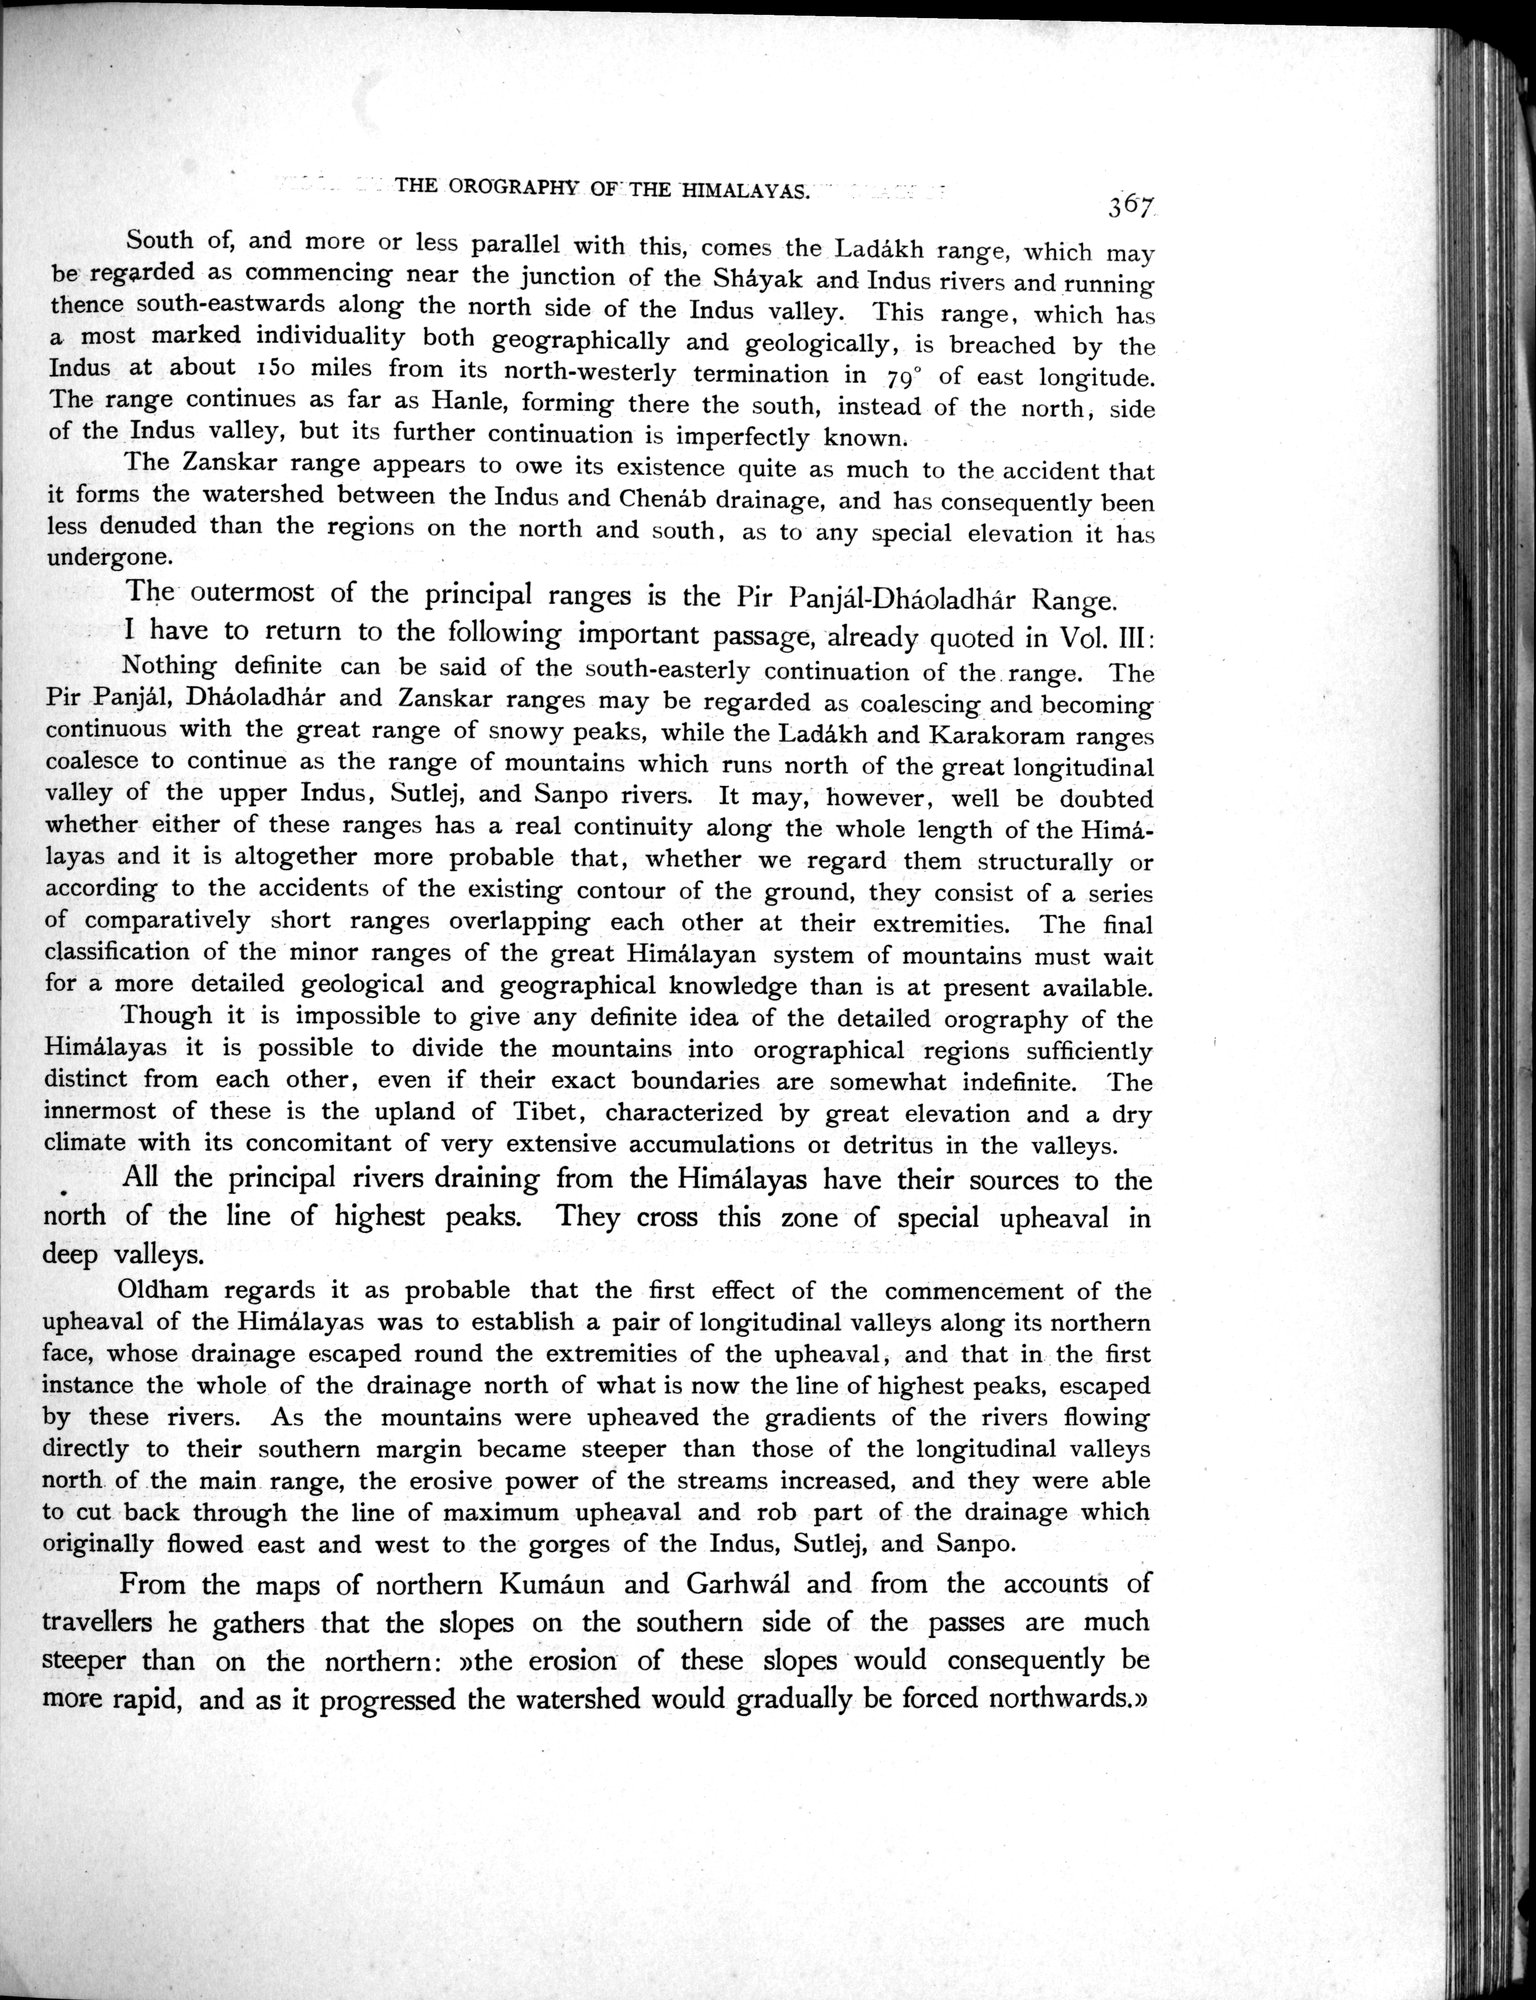 THE OROGRAPHY OF THE HIMALAYAS.
367
South of, and more or less parallel with this, comes the Ladákh range, which may
be regarded as commencing near the junction of the Sháyak and Indus rivers and running
thence south-eastwards along the north side of the Indus valley. This range, which has
a most marked individuality both geographically and geologically, is breached by the
Indus at about 150 miles from its north-westerly termination in 79° of east longitude.
The range continues as far as Hanle, forming there the south, instead of the north, side
of the Indus valley, but its further continuation is imperfectly known.
The Zanskar range appears to owe its existence quite as much to the accident that
it forms the watershed between the Indus and Chenáb drainage, and has consequently been
less denuded than the regions on the north and south, as to any special elevation it has
undergone.
The outermost of the principal ranges is the Pir Panjál-Dháoladhár Range.
I have to return to the following important passage, already quoted in Vol. III:
Nothing definite can be said of the south-easterly continuation of the range. The
Pir Panjál, Dháoladhár and Zanskar ranges may be regarded as coalescing and becoming
continuous with the great range of snowy peaks, while the Ladákh and Karakoram ranges
coalesce to continue as the range of mountains which runs north of the great longitudinal
valley of the upper Indus, Sutlej, and Sanpo rivers. It may, however, well be doubted
whether either of these ranges has a real continuity along the whole length of the Himá-
layas and it is altogether more probable that, whether we regard them structurally or
according to the accidents of the existing contour of the ground, they consist of a series
of comparatively short ranges overlapping each other at their extremities. The final
classification of the minor ranges of the great Himálayan system of mountains must wait
for a more detailed geological and geographical knowledge than is at present available.
Though it is impossible to give any definite idea of the detailed orography of the
Himálayas it is possible to divide the mountains into orographical regions sufficiently
distinct from each other, even if their exact boundaries are somewhat indefinite. The
innermost of these is the upland of Tibet, characterized by great elevation and a dry
climate with its concomitant of very extensive accumulations of detritus in the valleys.
All the principal rivers draining from the Himálayas have their sources to the
north of the line of highest peaks. They cross this zone of special upheaval in
deep valleys.
Oldham regards it as probable that the first effect of the commencement of the
upheaval of the Himálayas was to establish a pair of longitudinal valleys along its northern
face, whose drainage escaped round the extremities of the upheaval, and that in the first
instance the whole of the drainage north of what is now the line of highest peaks, escaped
by these rivers. As the mountains were upheaved the gradients of the rivers flowing
directly to their southern margin became steeper than those of the longitudinal valleys
north of the main range, the erosive power of the streams increased, and they were able
to cut back through the line of maximum upheaval and rob part of the drainage which
originally flowed east and west to the gorges of the Indus, Sutlej, and Sanpo.
From the maps of northern Kumáun and Garhwál and from the accounts of
travellers he gathers that the slopes on the southern side of the passes are much
steeper than on the northern: »the erosion of these slopes would consequently be
more rapid, and as it progressed the watershed would gradually be forced northwards.»